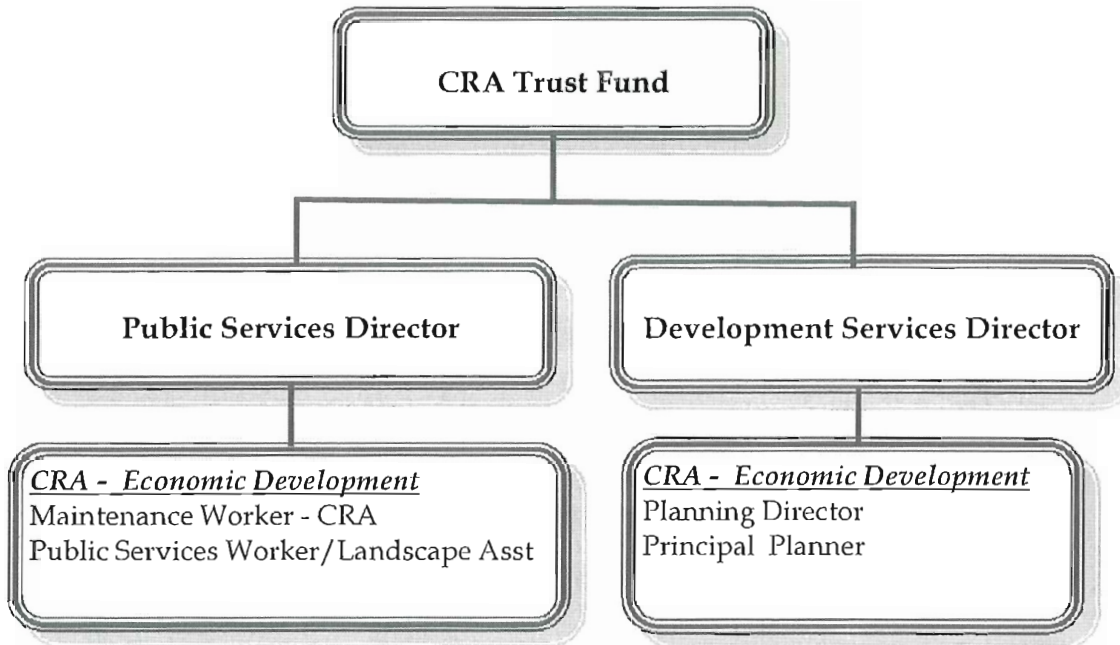 CRA Trust Fund
Public Services Director
Development Services Director
CRA - Economic Development
Maintenance Worker - CRA
Public Services Worker/Landscape Asst
CRA - Economic Development
Planning Director
Principal Planner